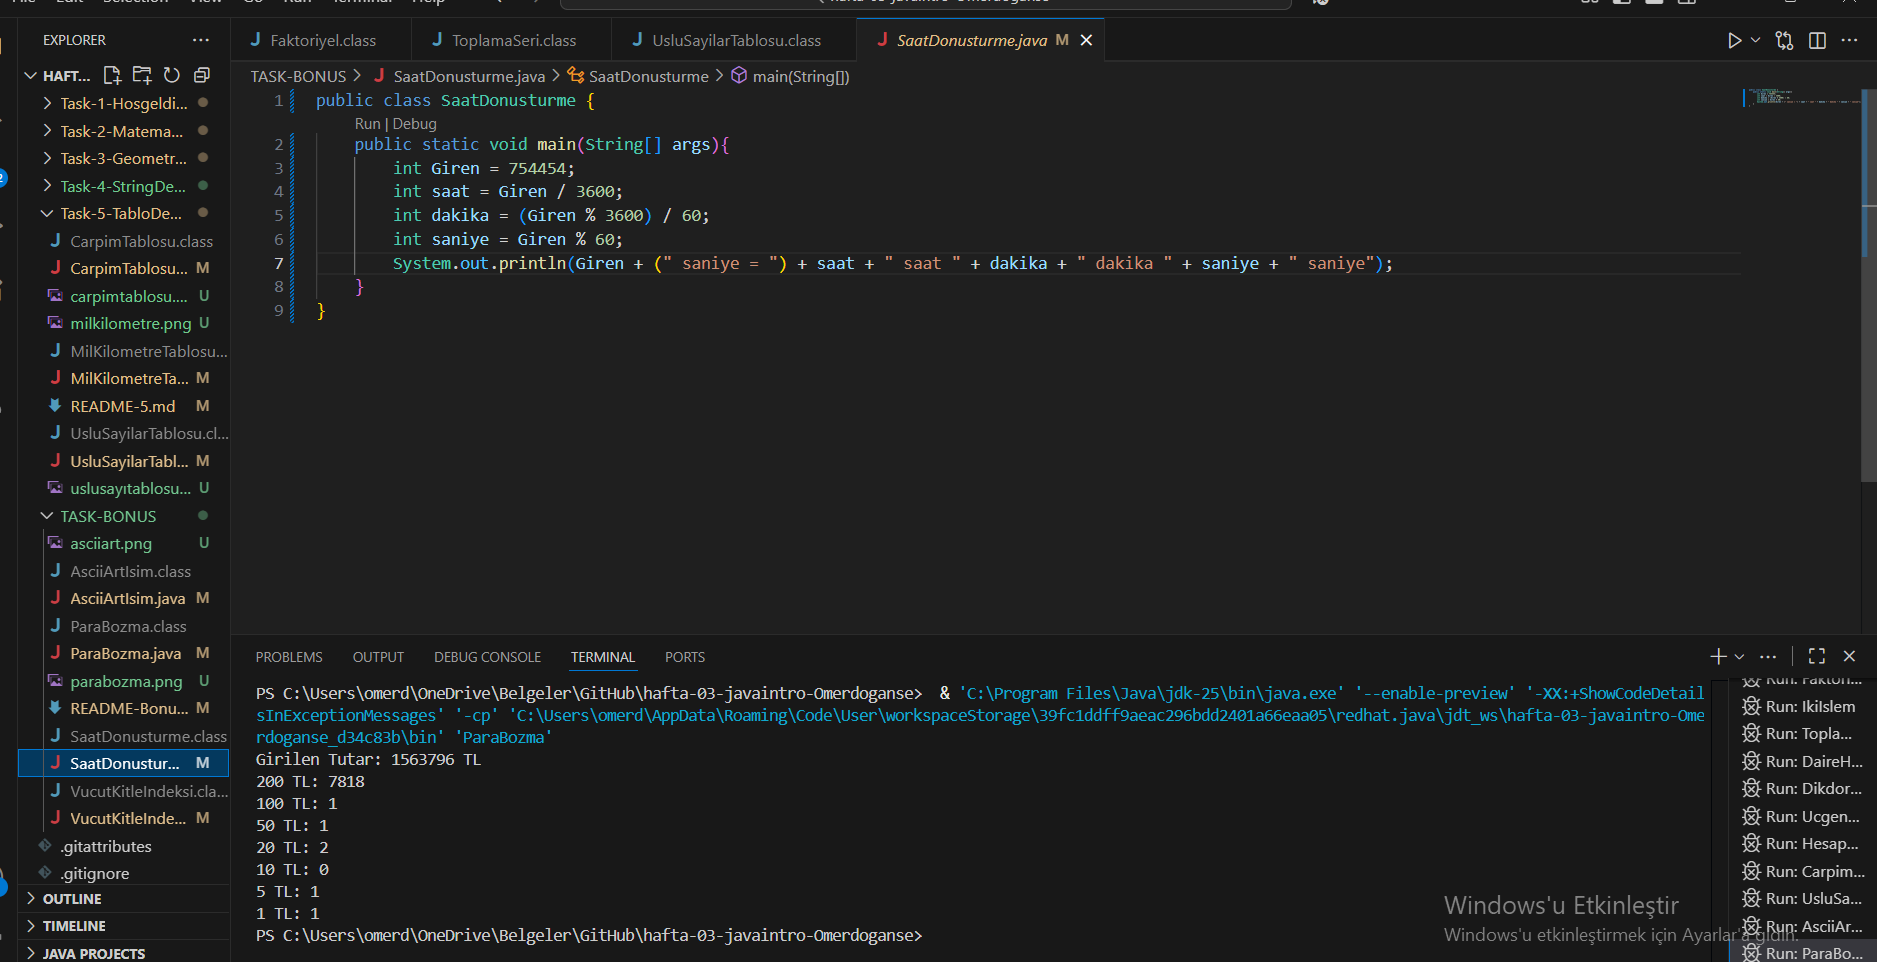 EXPLORER
HAFT...
Task-1-Hosgeldi...
Task-2-Matema...
Task-3-Geometr...
Task-4-StringDe...
Task-5-TabloDe...
CarpimTablosu.class
CarpimTablosu... M
carpimtablosu.... U
milkilometre.png U
MilKilometreTablosu...
MilKilometreTa... M
README-5.md M
UsluSayilarTablosu.cl...
UsluSayilarTabl... M
uslusayıtablosu... U
TASK-BONUS
asciiart.png U
AsciiArtIsim.class
AsciiArtIsim.java M
ParaBozma.class
ParaBozma.java M
parabozma.png U
README-Bonu... M
SaatDonusturme.class
SaatDonustur... M
VucutKitleIndeksi.cla...
VucutKitleInde... M
.gitattributes
.gitignore
OUTLINE
TIMELINE
JAVA PROJECTS
Faktoriyel.class ToplamaSeri.class UsluSayilarTablosu.class SaatDonusturme.java M
TASK-BONUS > SaatDonusturme.java > SaatDonusturme > main(String[])
1 public class SaatDonusturme {
Run | Debug
2 public static void main(String[] args){
3 int Giren = 754454;
4 int saat = Giren / 3600;
5 int dakika = (Giren % 3600) / 60;
6 int saniye = Giren % 60;
7 System.out.println(Giren + (" saniye = ") + saat + " saat " + dakika + " dakika " + saniye + " saniye");
8 }
9 }
PROBLEMS OUTPUT DEBUG CONSOLE TERMINAL PORTS
PS C:\Users\omerd\OneDrive\Belgeler\GitHub\hafta-03-javaintro-Omerdoganse> & 'C:\Program Files\Java\jdk-25\bin\java.exe' '--enable-preview' '-XX:+ShowCodeDetail
sInExceptionMessages' '-cp' 'C:\Users\omerd\AppData\Roaming\Code\User\workspaceStorage\39fc1ddff9aeac296bdd2401a66eaa05\redhat.java\jdt_ws\hafta-03-javaintro-Ome
rdoganse_d34c83b\bin' 'ParaBozma'
Girilen Tutar: 1563796 TL
200 TL: 7818
100 TL: 1
50 TL: 1
20 TL: 2
10 TL: 0
5 TL: 1
1 TL: 1
PS C:\Users\omerd\OneDrive\Belgeler\GitHub\hafta-03-javaintro-Omerdoganse>
Run: IkiIslem
Run: Topla...
Run: DaireH...
Run: Dikdor...
Run: Ucgen...
Run: Hesap...
Run: Carpim...
Run: UsluSa...
Run: AsciiAr...
Run: ParaBo...
Windows'u Etkinleştir
Windows'u etkinleştirmek için Ayarlar'a gidin.